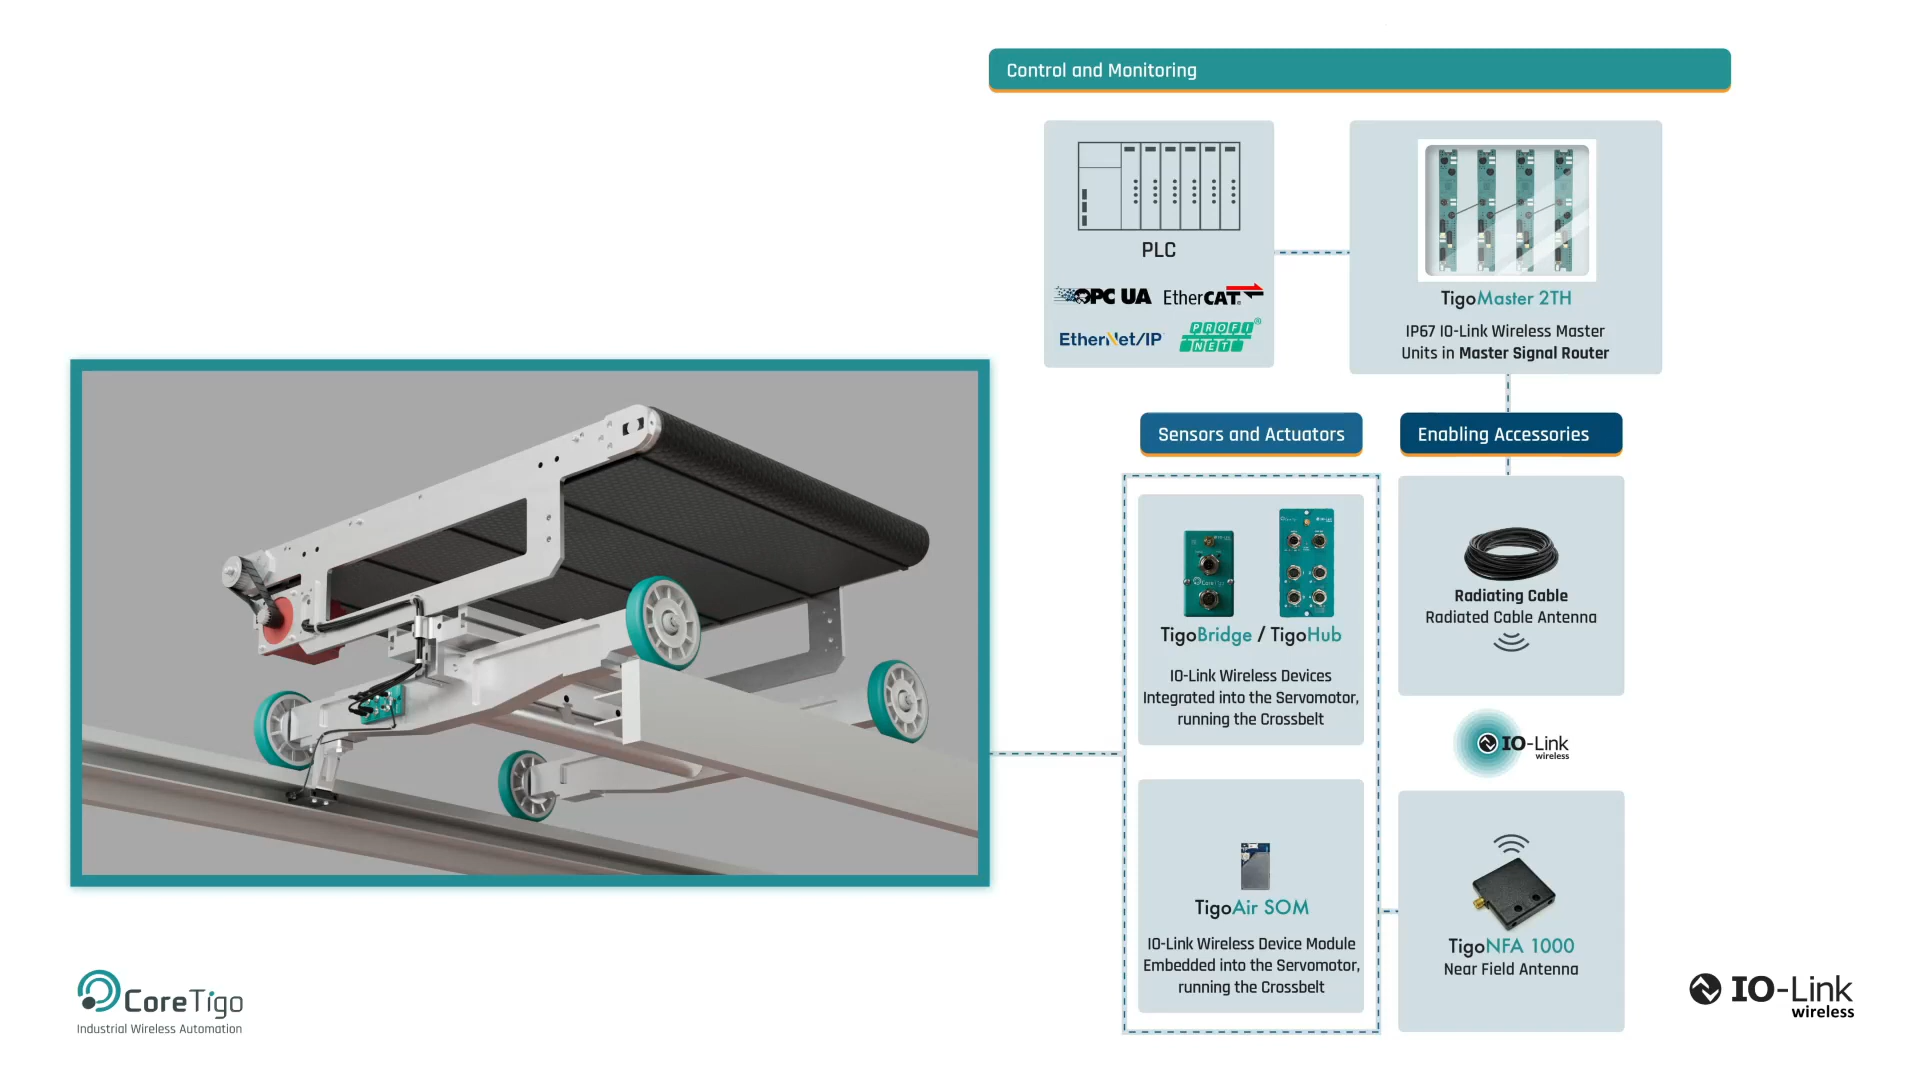 Control and Monitoring
PLC
OPC UA
EtherCAT®
EtherNet/IP
PROFI
NET®
TigoMaster 2TH
IP67 IO-Link Wireless Master
Units in Master Signal Router
Sensors and Actuators
Enabling Accessories
TigoBridge / TigoHub
IO-Link Wireless Devices
Integrated into the Servomotor,
running the Crossbelt
Radiating Cable
Radiated Cable Antenna
IO-Link
wireless
TigoAir SOM
IO-Link Wireless Device Module
Embedded into the Servomotor,
running the Crossbelt
TigoNFA 1000
Near Field Antenna
CoreTigo
Industrial Wireless Automation
IO-Link
wireless